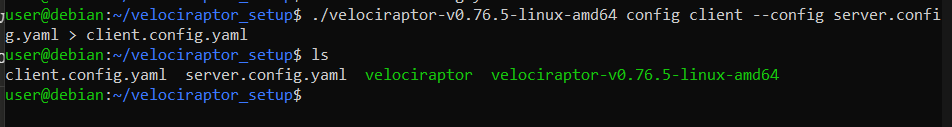 user@debian:~/velociraptor_setup$ ./velociraptor-v0.76.5-linux-amd64 config client --config server.confi
g.yaml > client.config.yaml
user@debian:~/velociraptor_setup$ ls
client.config.yaml  server.config.yaml  velociraptor  velociraptor-v0.76.5-linux-amd64
user@debian:~/velociraptor_setup$